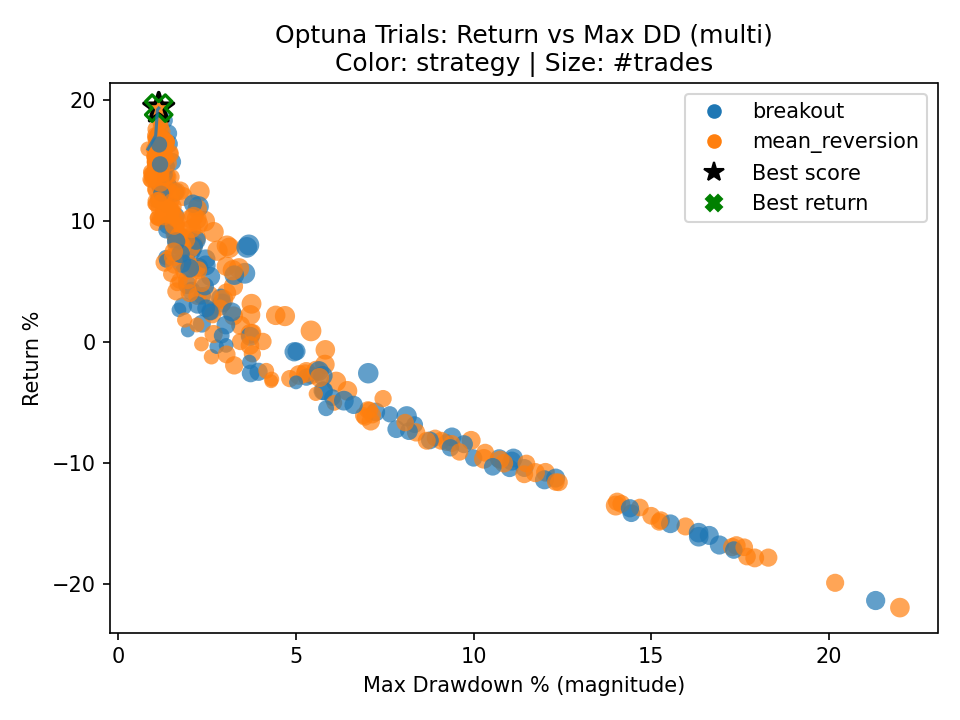 Optuna Trials: Return vs Max DD (multi)
Color: strategy | Size: #trades
breakout
mean_reversion
Best score
Best return
Return %
20
10
0
−10
−20
0
5
10
15
20
Max Drawdown % (magnitude)